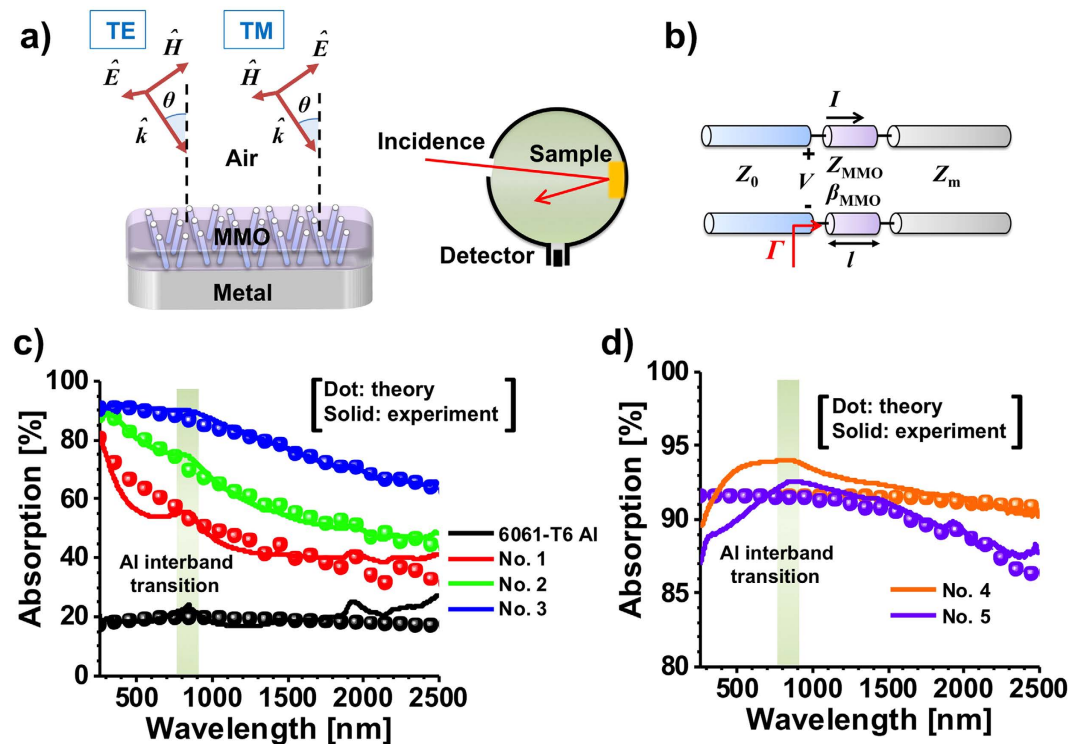 a)
TE
TM
Ĥ
Ê
θ
k̂
Ê
Ĥ
θ
k̂
Air
MMO
Metal
Incidence
Sample
Detector
b)
I
Z₀
+
V
-
Z_MMO
β_MMO
Z_m
Γ
l
c)
Absorption [%]
100
80
60
40
20
0
Dot: theory
Solid: experiment
Al interband
transition
6061-T6 Al
No. 1
No. 2
No. 3
500 1000 1500 2000 2500
Wavelength [nm]
d)
Absorption [%]
100
95
90
85
80
Dot: theory
Solid: experiment
Al interband
transition
No. 4
No. 5
500 1000 1500 2000 2500
Wavelength [nm]